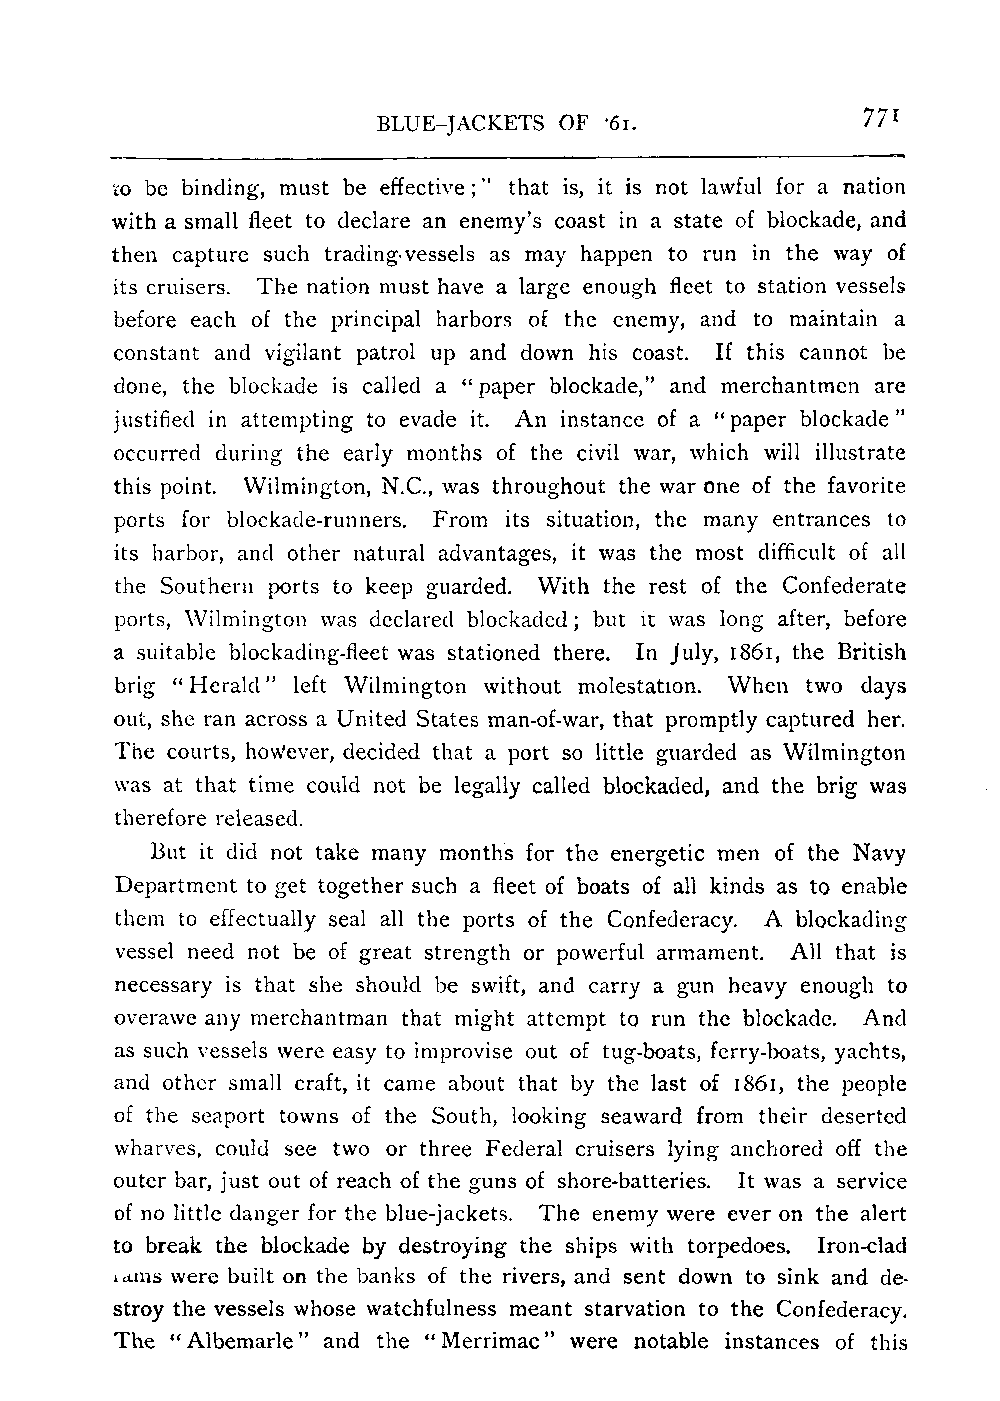 BLUE-JACKETS OF '61. 771
to be binding, must be effective;" that is, it is not lawful for a nation
with a small fleet to declare an enemy's coast in a state of blockade, and
then capture such trading-vessels as may happen to run in the way of
its cruisers. The nation must have a large enough fleet to station vessels
before each of the principal harbors of the enemy, and to maintain a
constant and vigilant patrol up and down his coast. If this cannot be
done, the blockade is called a "paper blockade," and merchantmen are
justified in attempting to evade it. An instance of a "paper blockade"
occurred during the early months of the civil war, which will illustrate
this point. Wilmington, N.C., was throughout the war one of the favorite
ports for blockade-runners. From its situation, the many entrances to
its harbor, and other natural advantages, it was the most difficult of all
the Southern ports to keep guarded. With the rest of the Confederate
ports, Wilmington was declared blockaded; but it was long after, before
a suitable blockading-fleet was stationed there. In July, 1861, the British
brig "Herald" left Wilmington without molestation. When two days
out, she ran across a United States man-of-war, that promptly captured her.
The courts, however, decided that a port so little guarded as Wilmington
was at that time could not be legally called blockaded, and the brig was
therefore released.
But it did not take many months for the energetic men of the Navy
Department to get together such a fleet of boats of all kinds as to enable
them to effectually seal all the ports of the Confederacy. A blockading
vessel need not be of great strength or powerful armament. All that is
necessary is that she should be swift, and carry a gun heavy enough to
overawe any merchantman that might attempt to run the blockade. And
as such vessels were easy to improvise out of tug-boats, ferry-boats, yachts,
and other small craft, it came about that by the last of 1861, the people
of the seaport towns of the South, looking seaward from their deserted
wharves, could see two or three Federal cruisers lying anchored off the
outer bar, just out of reach of the guns of shore-batteries. It was a service
of no little danger for the blue-jackets. The enemy were ever on the alert
to break the blockade by destroying the ships with torpedoes. Iron-clad
rams were built on the banks of the rivers, and sent down to sink and de-
stroy the vessels whose watchfulness meant starvation to the Confederacy.
The "Albemarle" and the "Merrimac" were notable instances of this